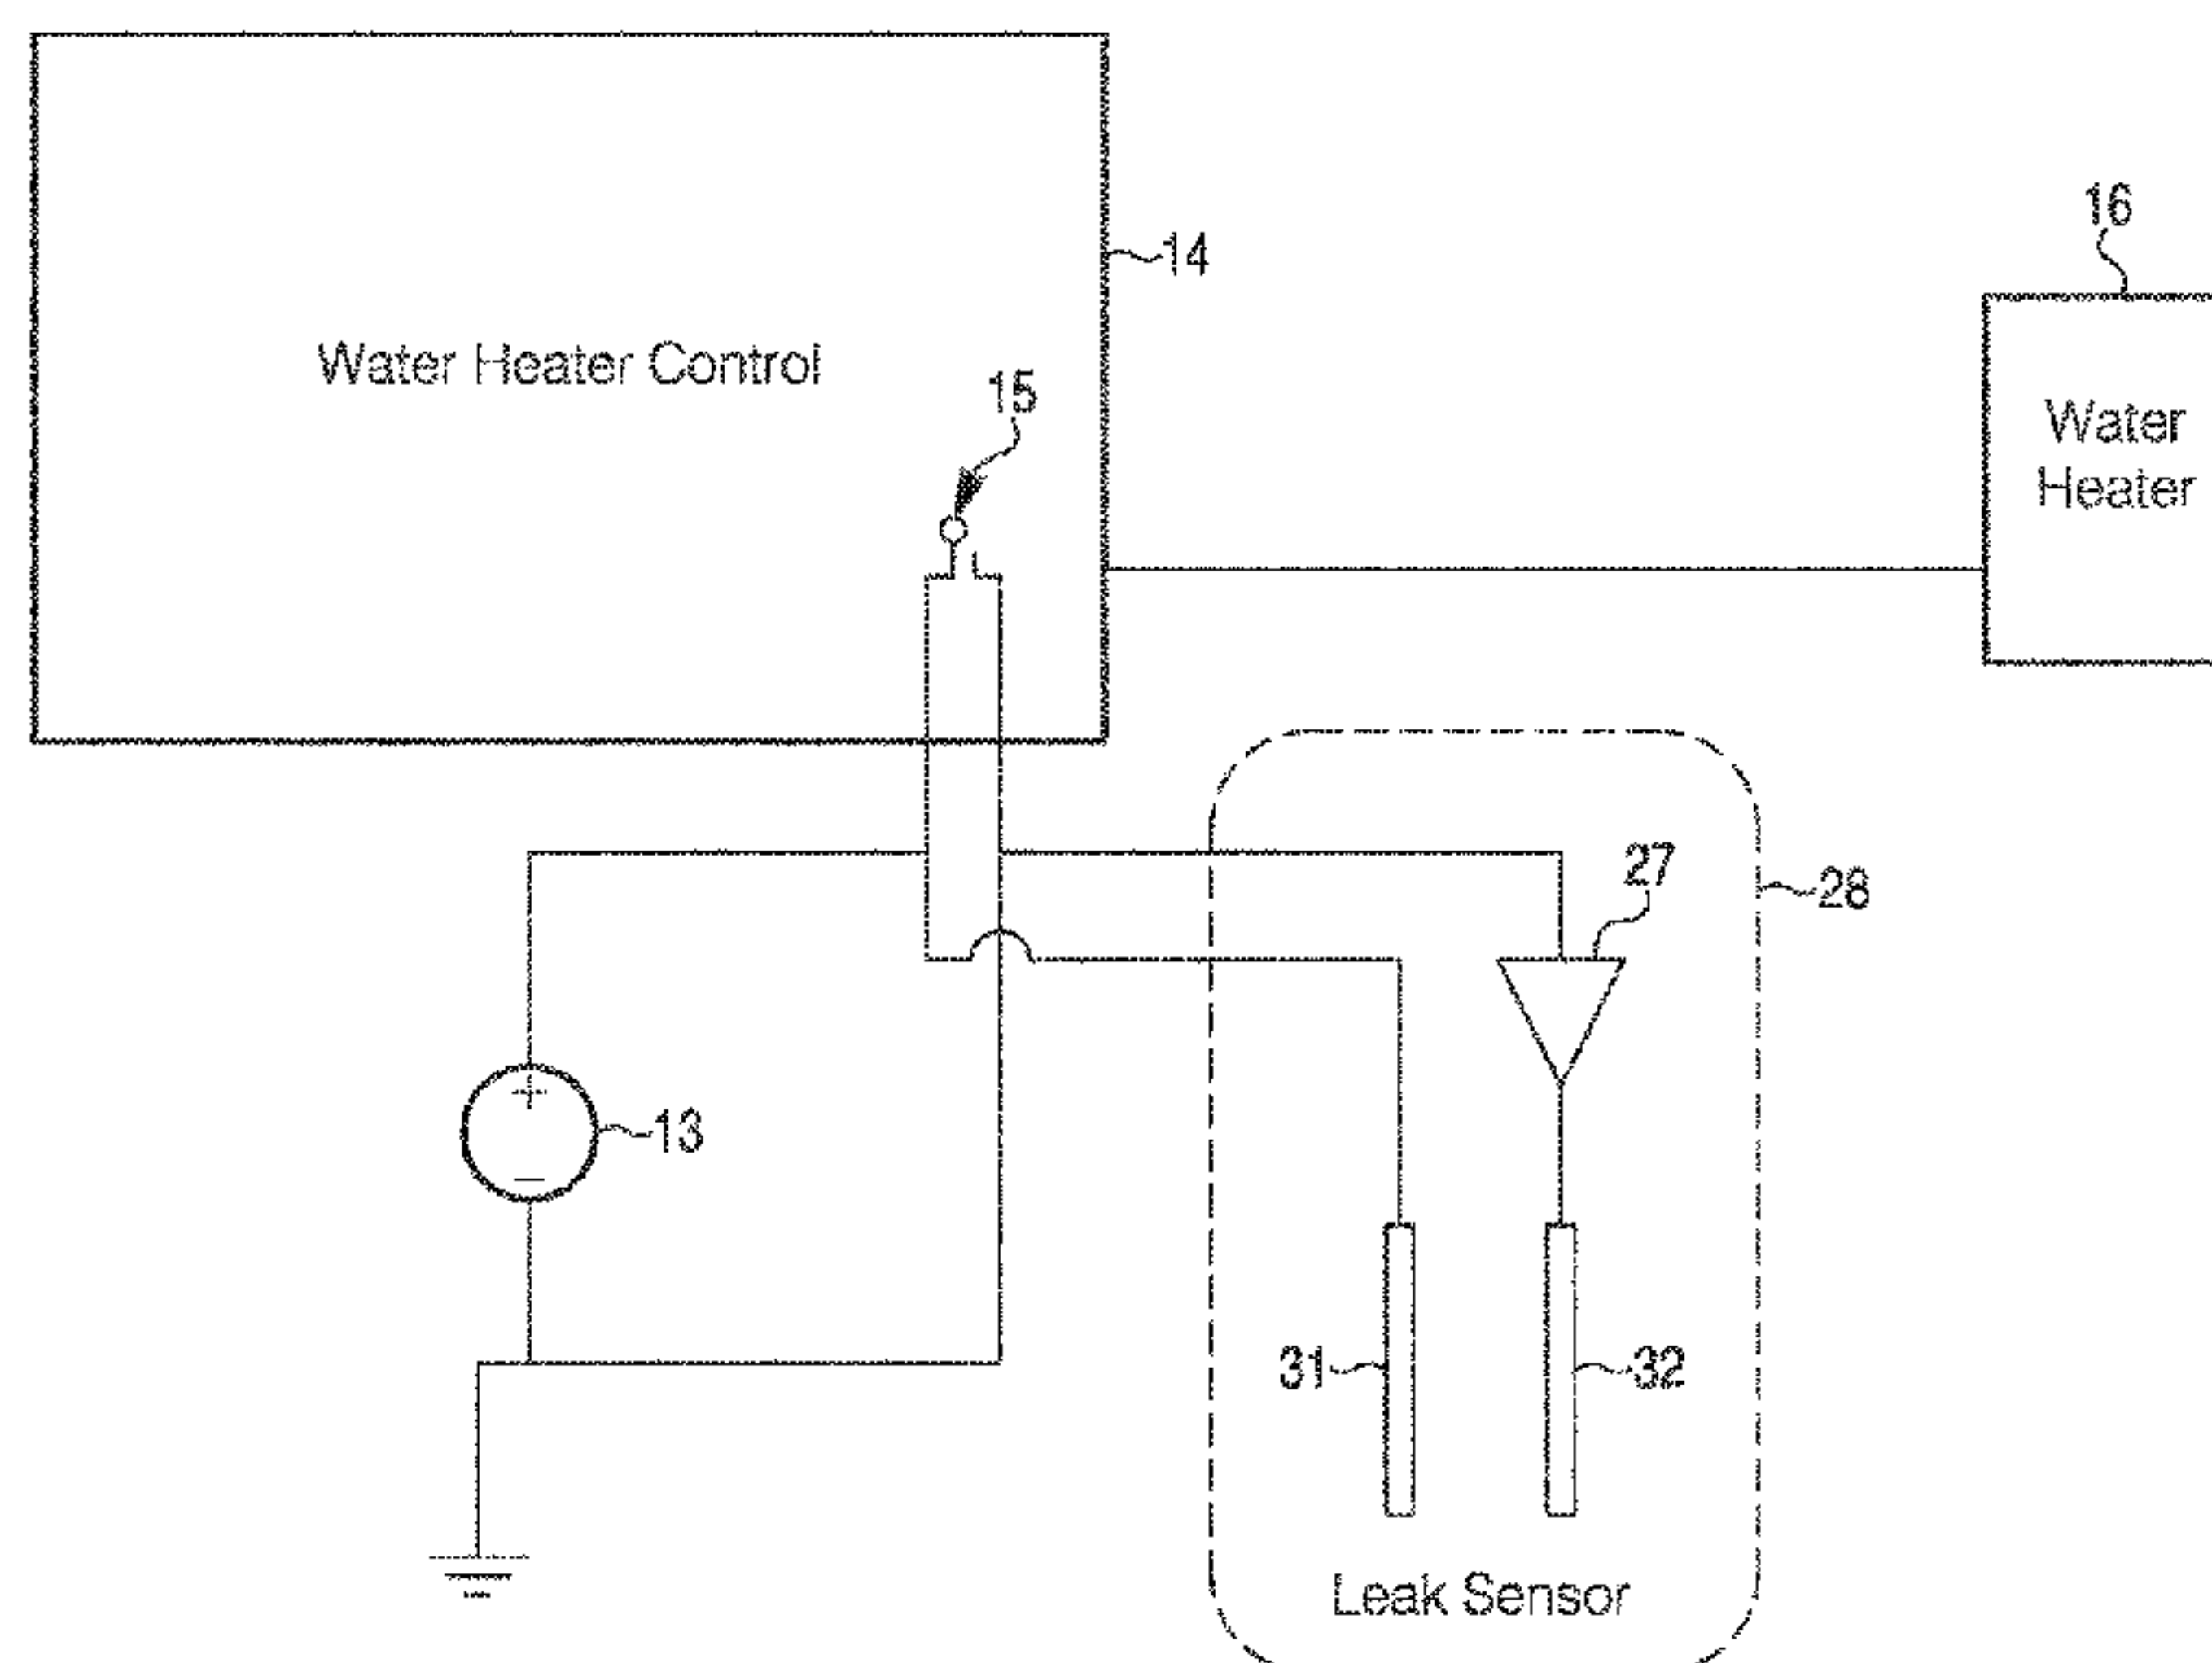 14
16
Water Heater Control
15
Water
Heater
27
28
+
13
−
31
32
Leak Sensor